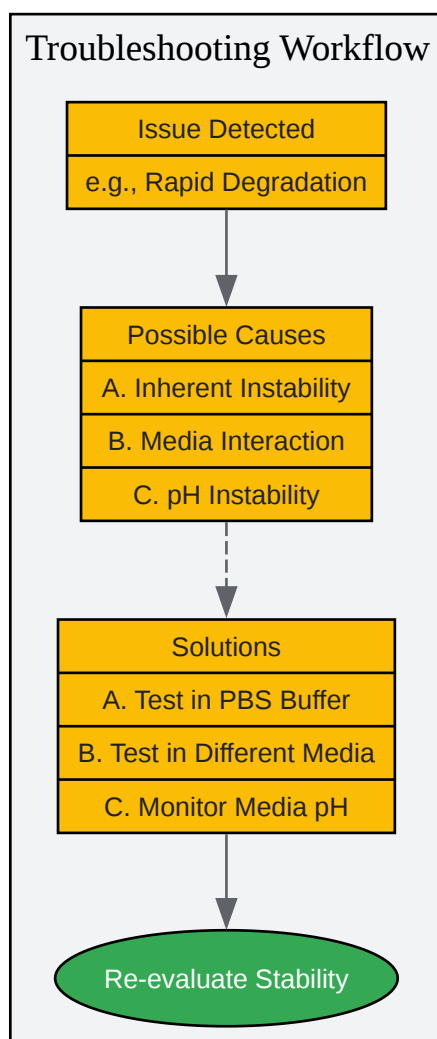 Troubleshooting Workflow
Issue Detected
e.g., Rapid Degradation
Possible Causes
A. Inherent Instability
B. Media Interaction
C. pH Instability
Solutions
A. Test in PBS Buffer
B. Test in Different Media
C. Monitor Media pH
Re-evaluate Stability